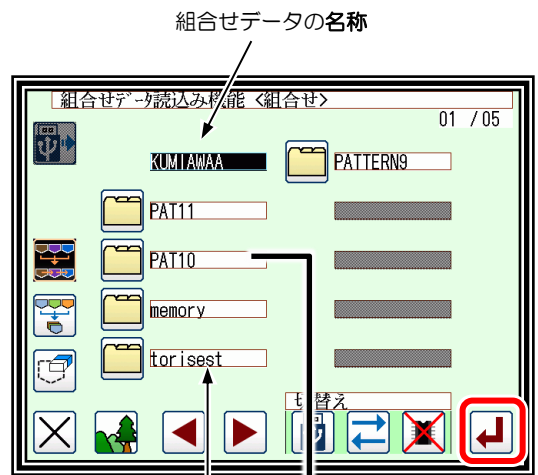 組合せデータの名称
組合せデータ読込み機能 <組合せ>
01 / 05
KUMIAWAA
PATTERN9
PAT11
PAT10
memory
torisest
切替え